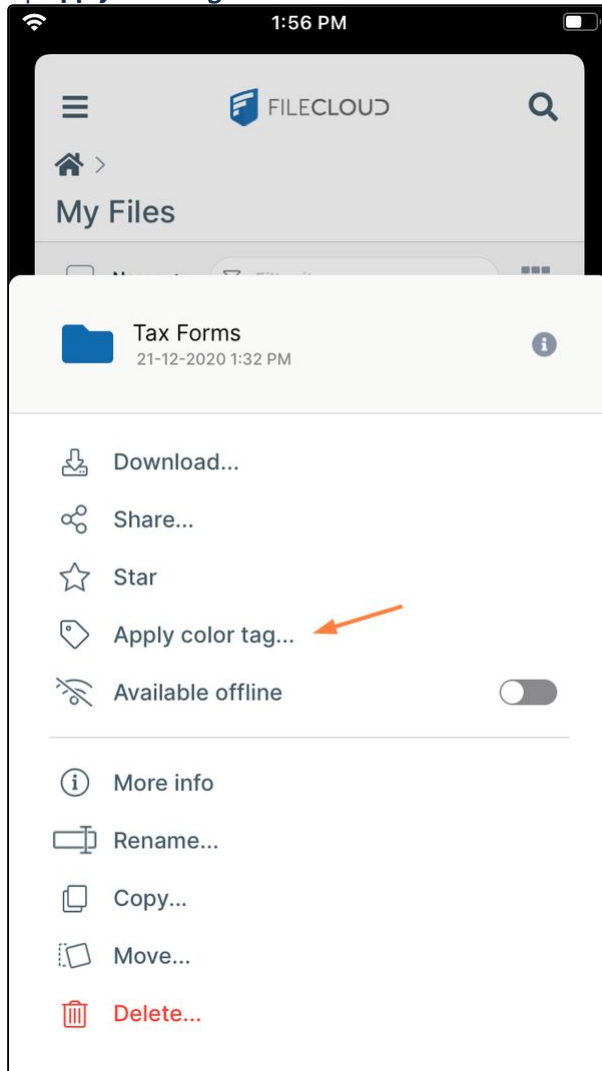 1:56 PM
FILECLOUD
>
My Files
Tax Forms
21-12-2020 1:32 PM
Download...
Share...
Star
Apply color tag...
Available offline
More info
Rename...
Copy...
Move...
Delete...